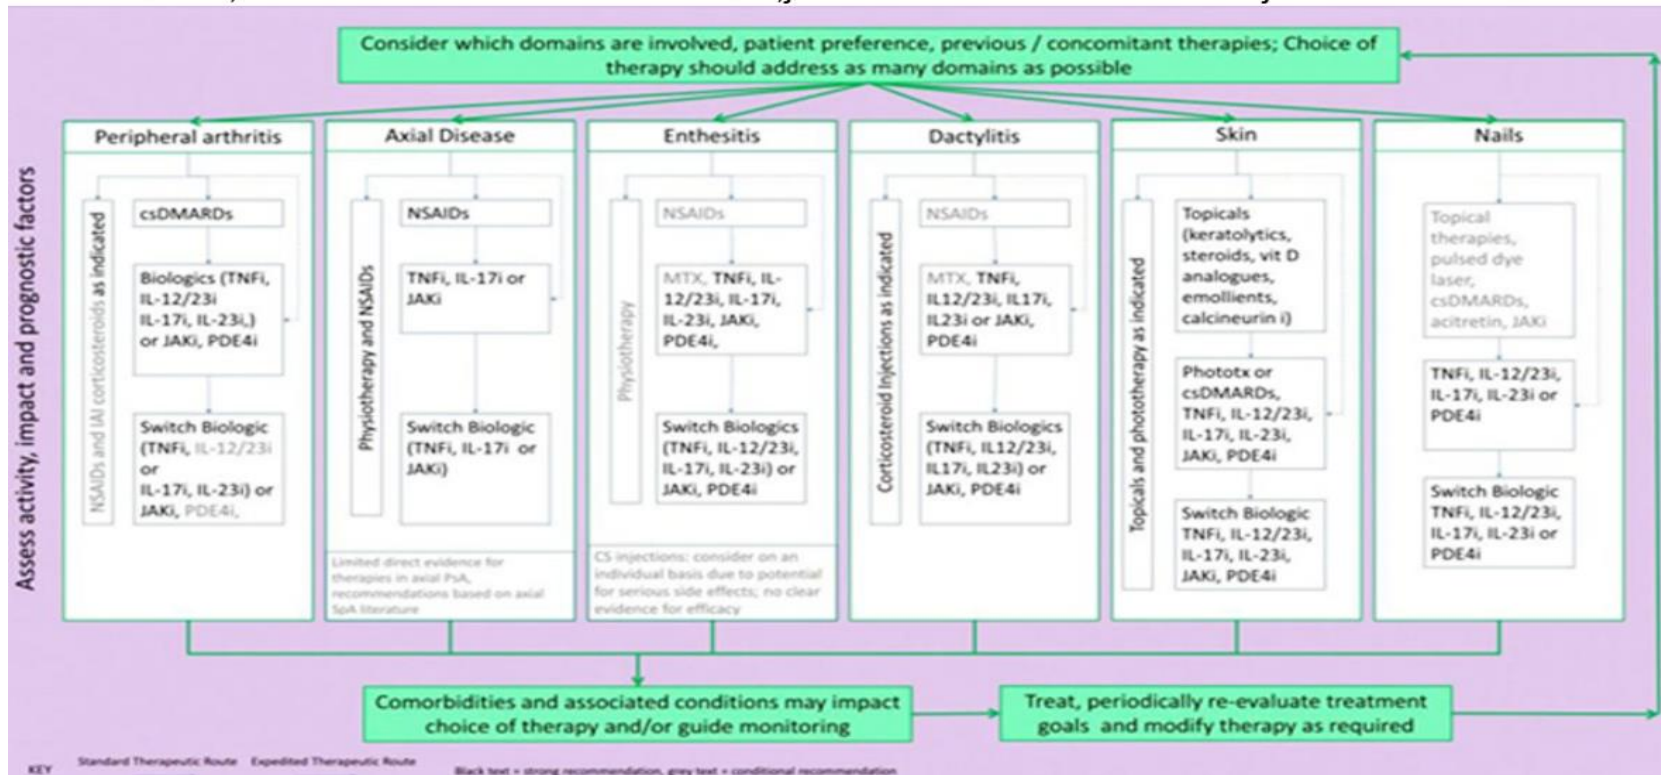 Consider which domains are involved, patient preference, previous / concomitant therapies; Choice of
therapy should address as many domains as possible
Assess activity, impact and prognostic factors
Peripheral arthritis
NSAIDs and IAI corticosteroids as indicated
csDMARDs
Biologics (TNFi,
IL-12/23i
IL-17i, IL-23i,)
or JAKi, PDE4i
Switch Biologic
(TNFi, IL-12/23i
or
IL-17i, IL-23i) or
JAKi, PDE4i,
Axial Disease
Physiotherapy and NSAIDs
NSAIDs
TNFi, IL-17i or
JAKi
Switch Biologic
(TNFi, IL-17i or
JAKi)
Limited direct evidence for
therapies in axial PsA,
recommendations based on axial
SpA literature
Enthesitis
Physiotherapy
NSAIDs
MTX, TNFi, IL-
12/23i, IL-17i,
IL-23i, JAKi,
PDE4i,
Switch Biologics
(TNFi, IL-12/23i,
IL-17i, IL-23i) or
JAKi, PDE4i
CS injections: consider on an
individual basis due to potential
for serious side effects; no clear
evidence for efficacy
Dactylitis
Corticosteroid Injections as indicated
NSAIDs
MTX, TNFi,
IL12/23i, IL17i,
IL23i or JAKi,
PDE4i
Switch Biologics
(TNFi, IL12/23i,
IL17i, IL23i) or
JAKi, PDE4i
Skin
Topicals and phototherapy as indicated
Topicals
(keratolytics,
steroids, vit D
analogues,
emollients,
calcineurin i)
Phototx or
csDMARDs,
TNFi, IL-12/23i,
IL-17i, IL-23i,
JAKi, PDE4i
Switch Biologic
TNFi, IL-12/23i,
IL-17i, IL-23i,
JAKi, PDE4i
Nails
Topical
therapies,
pulsed dye
laser,
csDMARDs,
acitretin, JAKi
TNFi, IL-12/23i,
IL-17i, IL-23i or
PDE4i
Switch Biologic
TNFi, IL-12/23i,
IL-17i, IL-23i or
PDE4i
Comorbidities and associated conditions may impact
choice of therapy and/or guide monitoring
Treat, periodically re-evaluate treatment
goals and modify therapy as required
KEY
Standard Therapeutic Route Expedited Therapeutic Route
Black text = strong recommendation, grey text = conditional recommendation